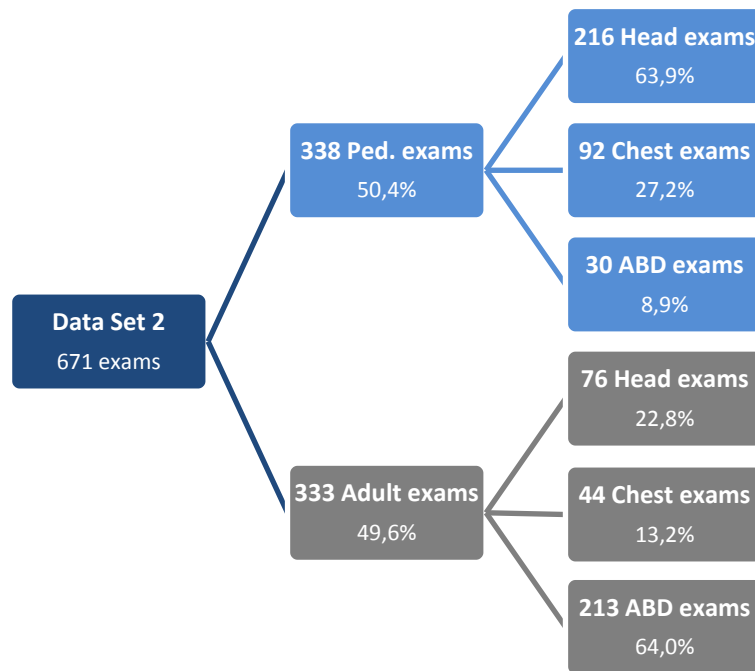 216 Head exams
63,9%
338 Ped. exams
50,4%
92 Chest exams
27,2%
30 ABD exams
8,9%
Data Set 2
671 exams
76 Head exams
22,8%
333 Adult exams
49,6%
44 Chest exams
13,2%
213 ABD exams
64,0%